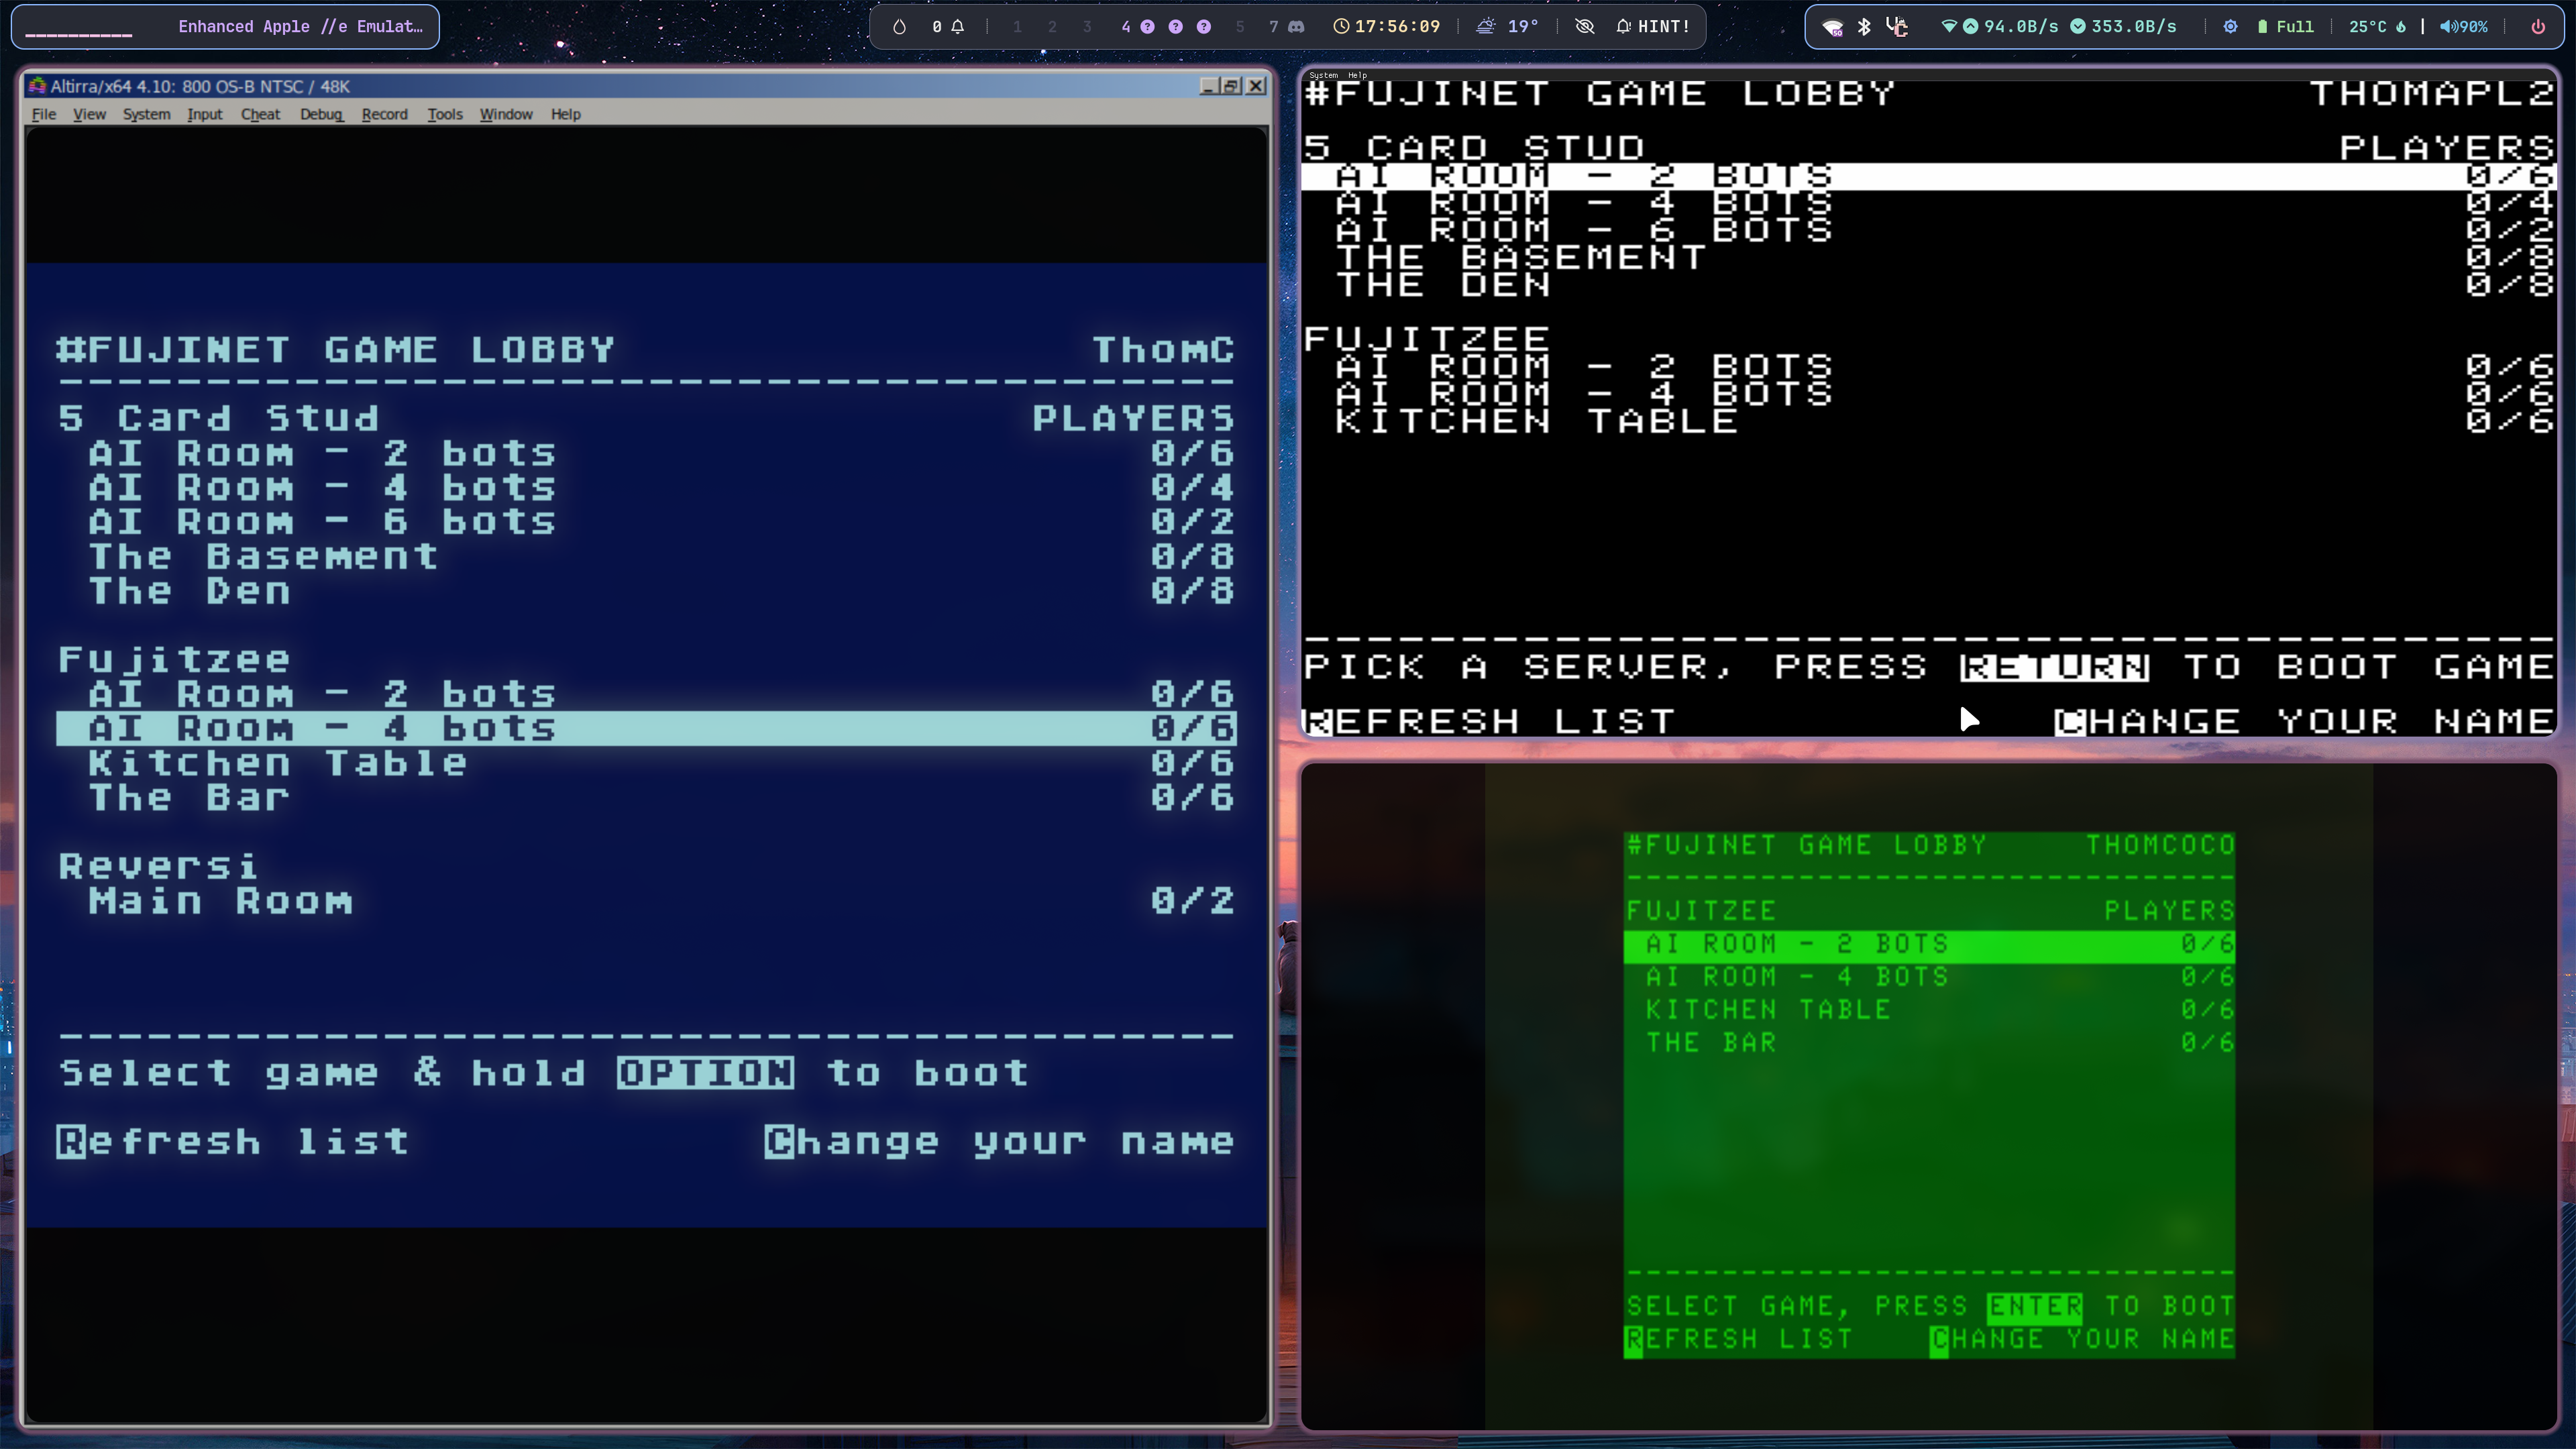 Enhanced Apple //e Emulat…
0
1 2 3 4 ? ? ? 5 7
17:56:09
19°
HINT!
50
94.0B/s 353.0B/s
Full
25°C
90%
Altirra/x64 4.10: 800 OS-B NTSC / 48K
File View System Input Cheat Debug Record Tools Window Help
#FUJINET GAME LOBBY ThomC
5 Card Stud PLAYERS
AI Room - 2 bots 0/6
AI Room - 4 bots 0/4
AI Room - 6 bots 0/2
The Basement 0/8
The Den 0/8
Fujitzee
AI Room - 2 bots 0/6
AI Room - 4 bots 0/6
Kitchen Table 0/6
The Bar 0/6
Reversi
Main Room 0/2
Select game & hold OPTION to boot
Refresh list Change your name
System Help
#FUJINET GAME LOBBY THOMAPL2
5 CARD STUD PLAYERS
AI ROOM - 2 BOTS 0/6
AI ROOM - 4 BOTS 0/4
AI ROOM - 6 BOTS 0/2
THE BASEMENT 0/8
THE DEN 0/8
FUJITZEE
AI ROOM - 2 BOTS 0/6
AI ROOM - 4 BOTS 0/6
KITCHEN TABLE 0/6
PICK A SERVER, PRESS RETURN TO BOOT GAME
REFRESH LIST CHANGE YOUR NAME
#FUJINET GAME LOBBY THOMCOCO
FUJITZEE PLAYERS
AI ROOM - 2 BOTS 0/6
AI ROOM - 4 BOTS 0/6
KITCHEN TABLE 0/6
THE BAR 0/6
SELECT GAME, PRESS ENTER TO BOOT
REFRESH LIST CHANGE YOUR NAME